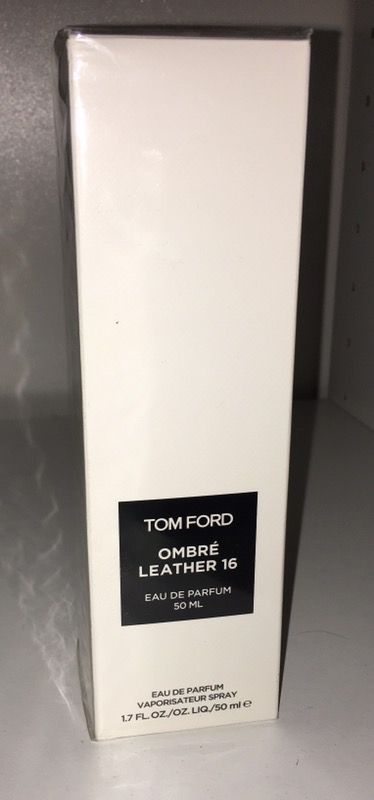 TOM FORD
OMBRÉ
LEATHER 16
EAU DE PARFUM
50 ML
EAU DE PARFUM
VAPORISATEUR SPRAY
1.7 FL. OZ./OZ. LIQ./50 ml ℮